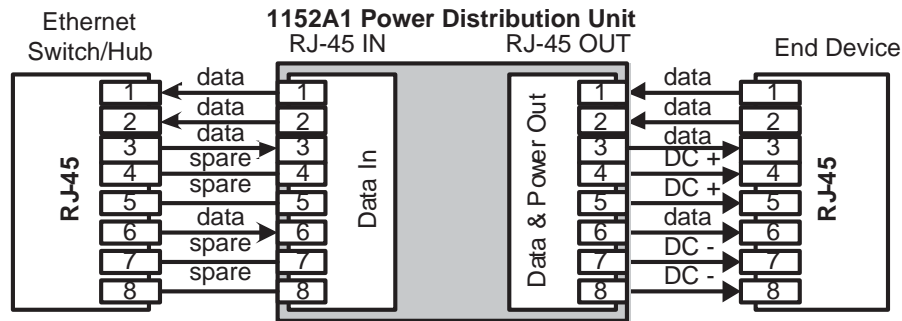 1152A1 Power Distribution Unit
Ethernet
Switch/Hub
RJ-45 IN
RJ-45 OUT
End Device
1 data 1
2 data 2
3 data 3
4 spare 4
5 spare 5
6 data 6
7 spare 7
8 spare 8
RJ-45
Data In
Data & Power Out
1 data 1
2 data 2
3 data 3
4 DC + 4
5 DC + 5
6 data 6
7 DC - 7
8 DC - 8
RJ-45